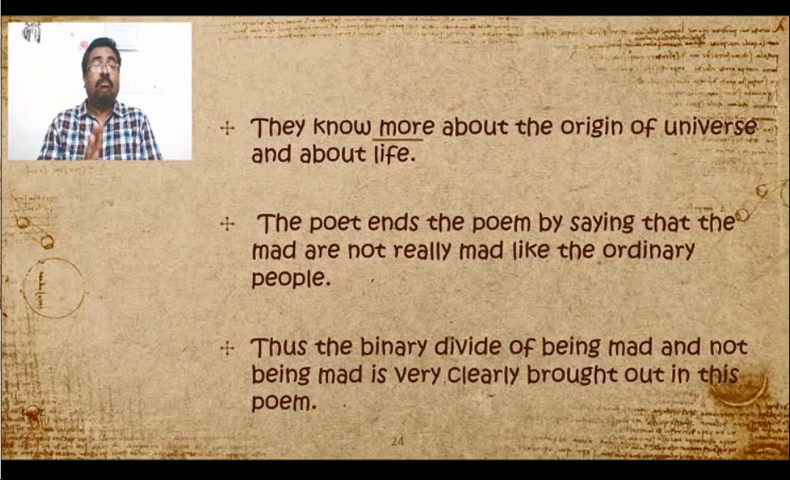 They know more about the origin of universe
and about life.
The poet ends the poem by saying that the
mad are not really mad like the ordinary
people.
Thus the binary divide of being mad and not
being mad is very clearly brought out in this
poem.
24